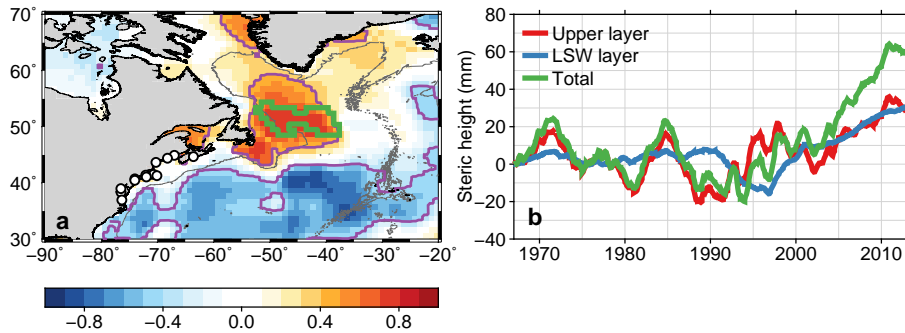 70˚
60˚
50˚
40˚
30˚
−90˚ −80˚ −70˚ −60˚ −50˚ −40˚ −30˚ −20˚
a
−0.8 −0.4 0.0 0.4 0.8
Steric height (mm)
80
60
40
20
0
−20
−40
Upper layer
LSW layer
Total
b
1970 1980 1990 2000 2010